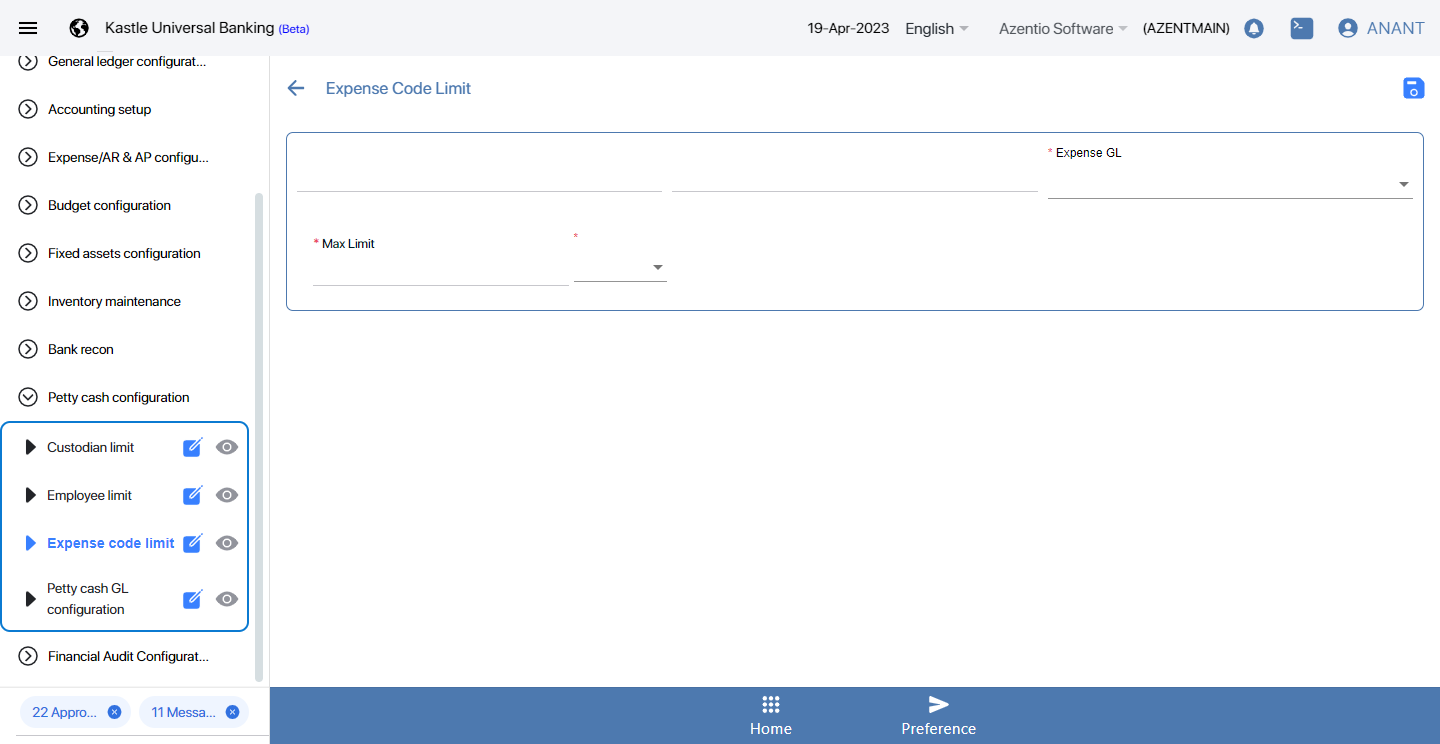 Kastle Universal Banking (Beta)
19-Apr-2023
English
Azentio Software
(AZENTMAIN)
ANANT
General ledger configurat...
Accounting setup
Expense/AR & AP configu...
Budget configuration
Fixed assets configuration
Inventory maintenance
Bank recon
Petty cash configuration
Custodian limit
Employee limit
Expense code limit
Petty cash GL
configuration
Financial Audit Configurat...
22 Appro...
11 Messa...
Expense Code Limit
* Expense GL
* Max Limit
*
Home
Preference